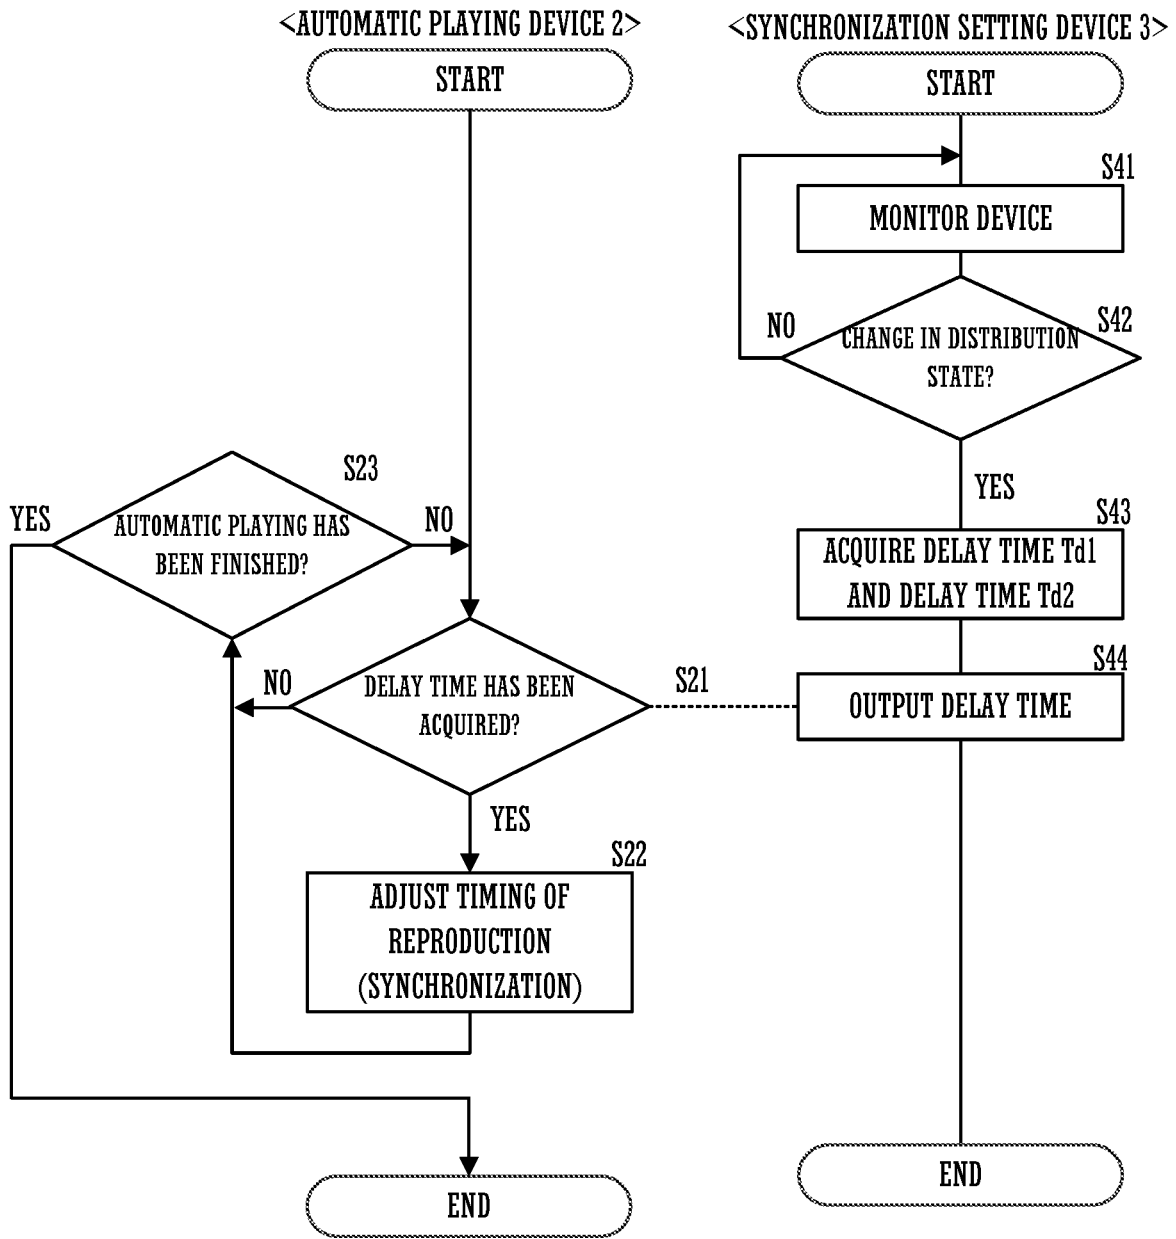 <AUTOMATIC PLAYING DEVICE 2>
START
S23
YES
AUTOMATIC PLAYING HAS
BEEN FINISHED?
NO
NO
DELAY TIME HAS BEEN
ACQUIRED?
S21
YES
S22
ADJUST TIMING OF
REPRODUCTION
(SYNCHRONIZATION)
END
<SYNCHRONIZATION SETTING DEVICE 3>
START
S41
MONITOR DEVICE
S42
NO
CHANGE IN DISTRIBUTION
STATE?
YES
S43
ACQUIRE DELAY TIME Td1
AND DELAY TIME Td2
S44
OUTPUT DELAY TIME
END